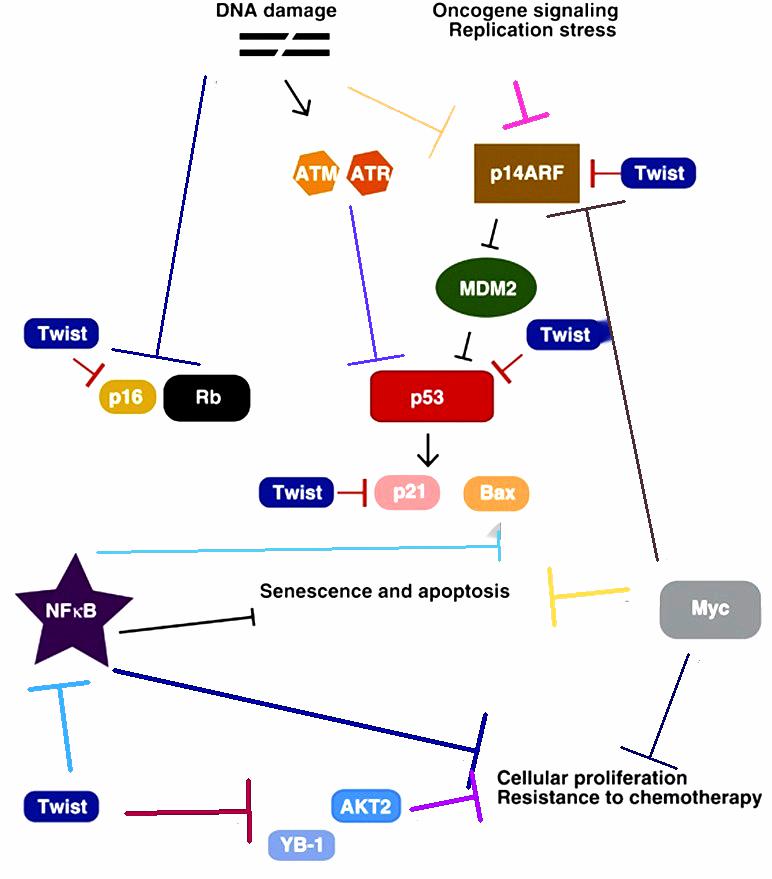 DNA damage
Oncogene signaling
Replication stress
ATM
ATR
p14ARF
Twist
MDM2
Twist
Twist
p16
Rb
p53
Twist
p21
Bax
NFκB
Senescence and apoptosis
Myc
Twist
AKT2
YB-1
Cellular proliferation
Resistance to chemotherapy